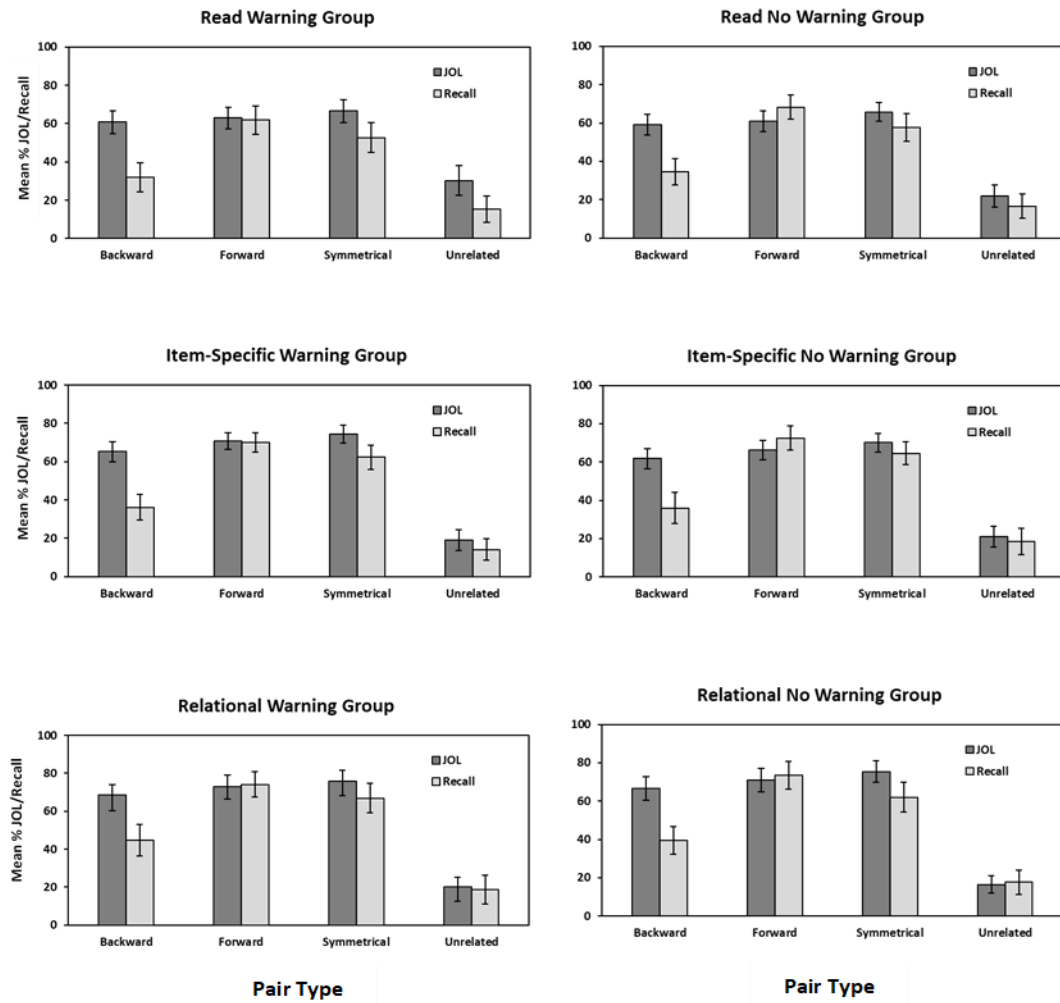 Read Warning Group
Read No Warning Group
Mean % JOL/Recall
100
80
60
40
20
0
JOL
Recall
Backward Forward Symmetrical Unrelated
100
80
60
40
20
0
JOL
Recall
Backward Forward Symmetrical Unrelated
Item-Specific Warning Group
Item-Specific No Warning Group
Mean % JOL/Recall
100
80
60
40
20
0
JOL
Recall
Backward Forward Symmetrical Unrelated
100
80
60
40
20
0
JOL
Recall
Backward Forward Symmetrical Unrelated
Relational Warning Group
Relational No Warning Group
Mean % JOL/Recall
100
80
60
40
20
0
JOL
Recall
Backward Forward Symmetrical Unrelated
100
80
60
40
20
0
JOL
Recall
Backward Forward Symmetrical Unrelated
Pair Type
Pair Type